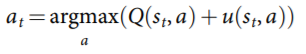 a_t = argmax(Q(s_t, a) + u(s_t, a))
a